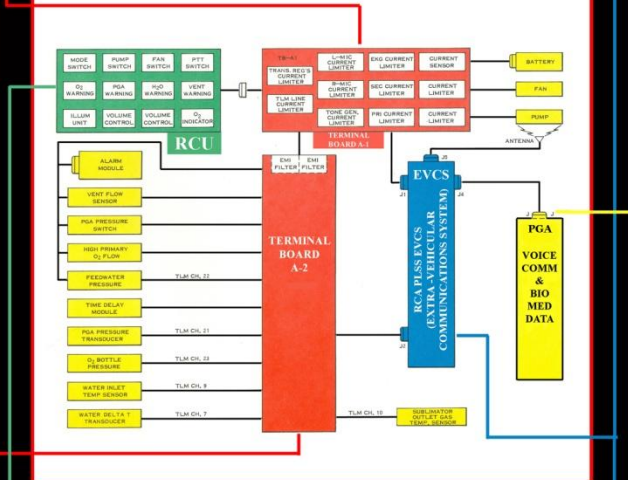 MODE
SWITCH
PUMP
SWITCH
FAN
SWITCH
PTT
SWITCH
O2
WARNING
PGA
WARNING
H2O
WARNING
VENT
WARNING
ILLUM
UNIT
VOLUME
CONTROL
VOLUME
CONTROL
O2
INDICATOR
RCU
TB-A1
TRANS. REG'S
CURRENT
LIMITER
TLM LINE
CURRENT
LIMITER
L-MIC
CURRENT
LIMITER
EKG CURRENT
LIMITER
CURRENT
SENSOR
R-MIC
CURRENT
LIMITER
SEC CURRENT
LIMITER
CURRENT
LIMITER
TONE GEN,
CURRENT
LIMITER
PRI CURRENT
LIMITER
CURRENT
LIMITER
TERMINAL
BOARD A-1
BATTERY
FAN
PUMP
ANTENNA
ALARM
MODULE
VENT FLOW
SENSOR
PGA PRESSURE
SWITCH
HIGH PRIMARY
O2 FLOW
FEEDWATER
PRESSURE
TLM CH, 22
TIME DELAY
MODULE
PGA PRESSURE
TRANSDUCER
TLM CH, 21
O2 BOTTLE
PRESSURE
TLM CH, 23
WATER INLET
TEMP SENSOR
TLM CH, 9
WATER DELTA T
TRANSDUCER
TLM CH, 7
EMI
FILTER
EMI
FILTER
TERMINAL
BOARD
A-2
TLM CH, 10
SUBLIMATOR
OUTLET GAS
TEMP, SENSOR
J3
J1
J4
J2
EVCS
RCA PLSS EVCS
(EXTRA-VEHICULAR
COMMUNICATIONS SYSTEM)
J
J
PGA
VOICE
COMM
&
BIO
MED
DATA